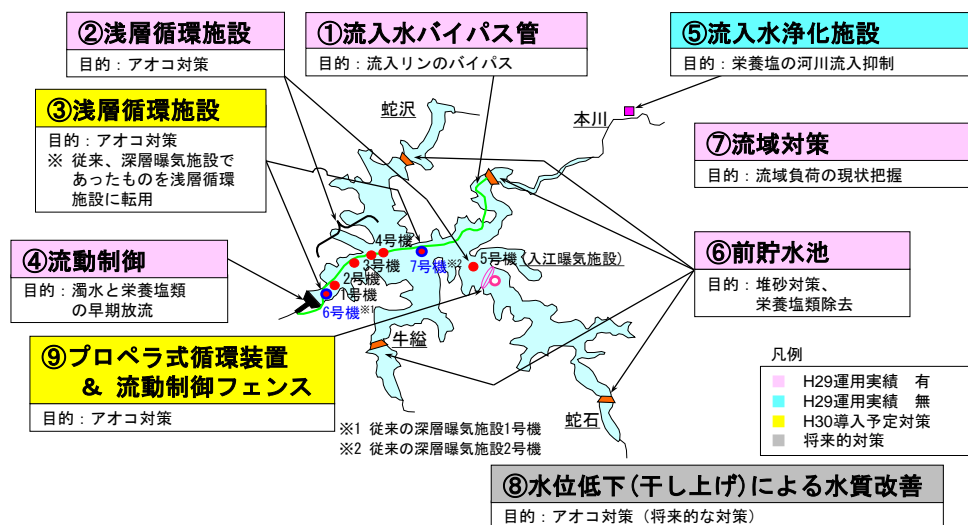 ②浅層循環施設
目的：アオコ対策
①流入水バイパス管
目的：流入リンのバイパス
⑤流入水浄化施設
目的：栄養塩の河川流入抑制
③浅層循環施設
目的：アオコ対策
※ 従来、深層曝気施設で
あったものを浅層循環
施設に転用
蛇沢
本川
⑦流域対策
目的：流域負荷の現状把握
④流動制御
目的：濁水と栄養塩類
の早期放流
4号機
3号機
2号機
1号機
6号機※1
7号機※2
5号機（入江曝気施設）
⑥前貯水池
目的：堆砂対策、
栄養塩類除去
⑨プロペラ式循環装置
& 流動制御フェンス
目的：アオコ対策
牛縊
蛇石
※1 従来の深層曝気施設1号機
※2 従来の深層曝気施設2号機
凡例
H29運用実績 有
H29運用実績 無
H30導入予定対策
将来的対策
⑧水位低下(干し上げ)による水質改善
目的：アオコ対策（将来的な対策）